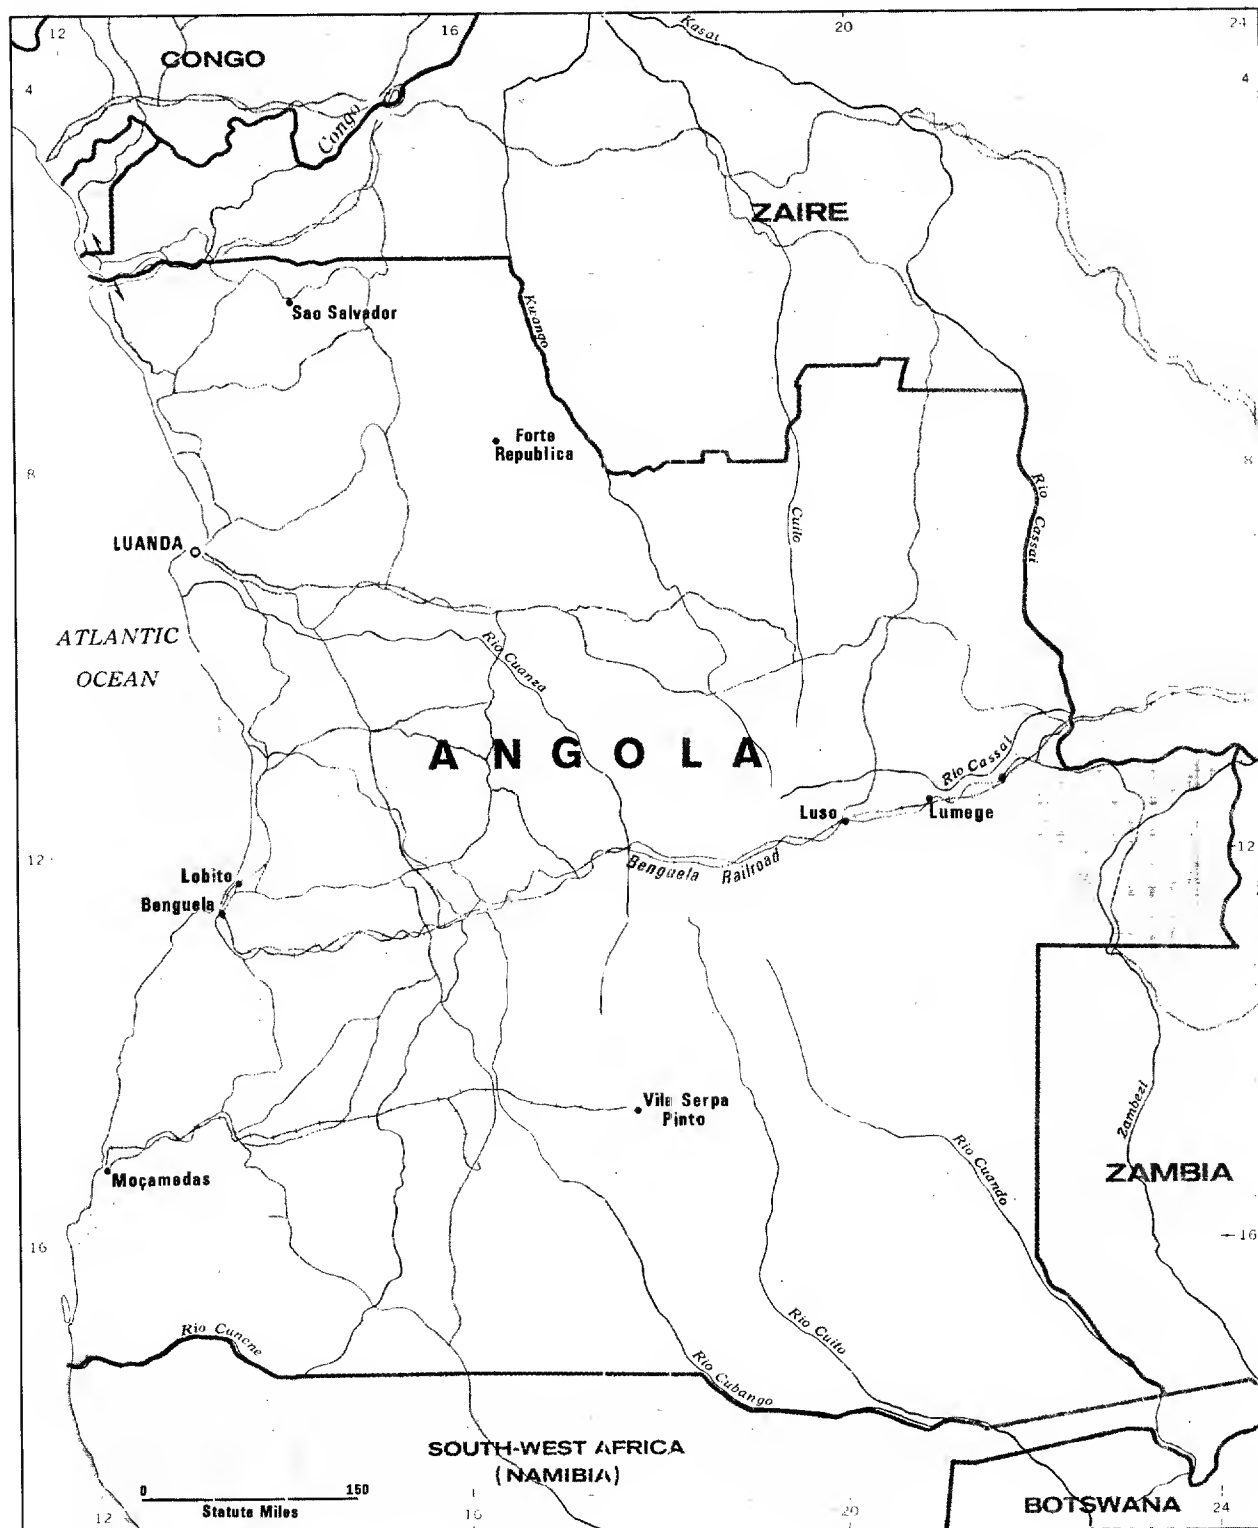 12
16
20
24
CONGO
Kasai
4
4
Congo
ZAIRE
Sao Salvador
Kwango
Forte
Republica
8
8
Rio Cassai
Cuilo
LUANDA
ATLANTIC
OCEAN
Rio Cuanza
ANGOLA
Rio Cassai
Luso
Lumege
12
12
Benguela Railroad
Lobito
Benguela
Vila Serpa
Pinto
Zambezi
Rio Cuando
ZAMBIA
Moçamedas
16
16
Rio Cunene
Rio Cuito
Rio Cubango
SOUTH-WEST AFRICA
(NAMIBIA)
0 150
Statute Miles
BOTSWANA
12
16
20
24